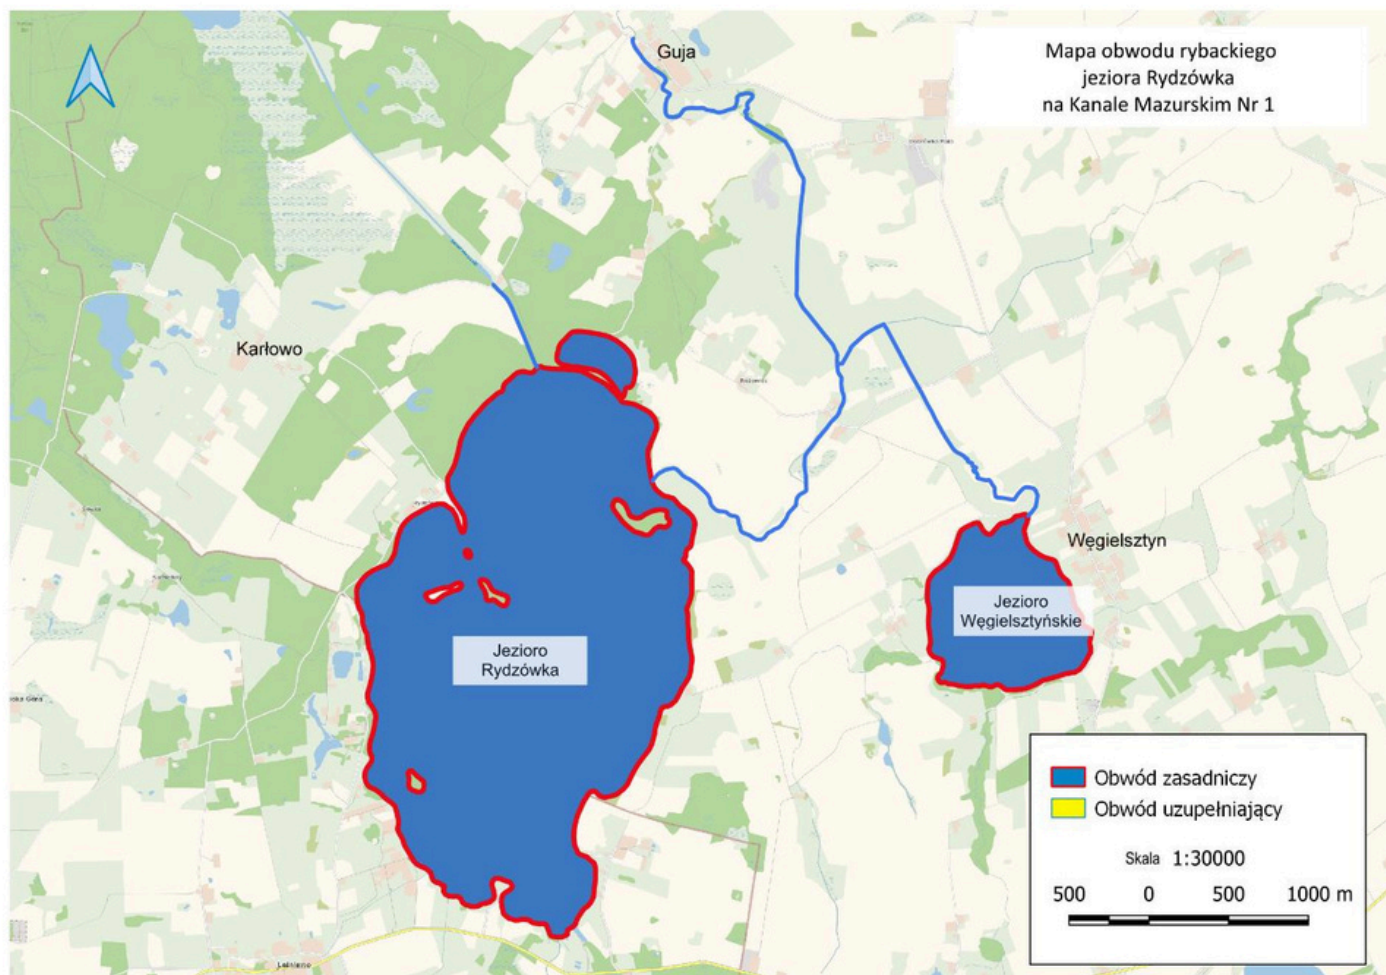 Guja
Mapa obwodu rybackiego
jeziora Rydzówka
na Kanale Mazurskim Nr 1
Karłowo
Węgielsztyn
Jezioro
Węgielsztyńskie
Jezioro
Rydzówka
Obwód zasadniczy
Obwód uzupełniający
Skala 1:30000
500 0 500 1000 m